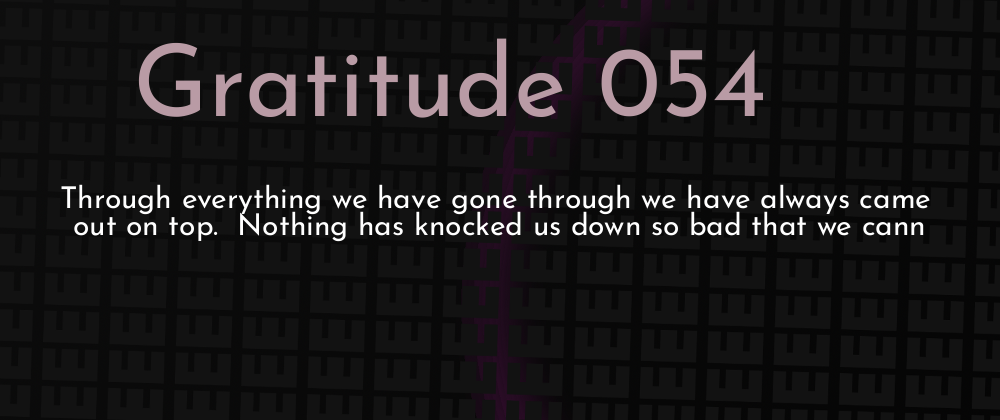 Gratitude 054
Through everything we have gone through we have always came
out on top.  Nothing has knocked us down so bad that we cann